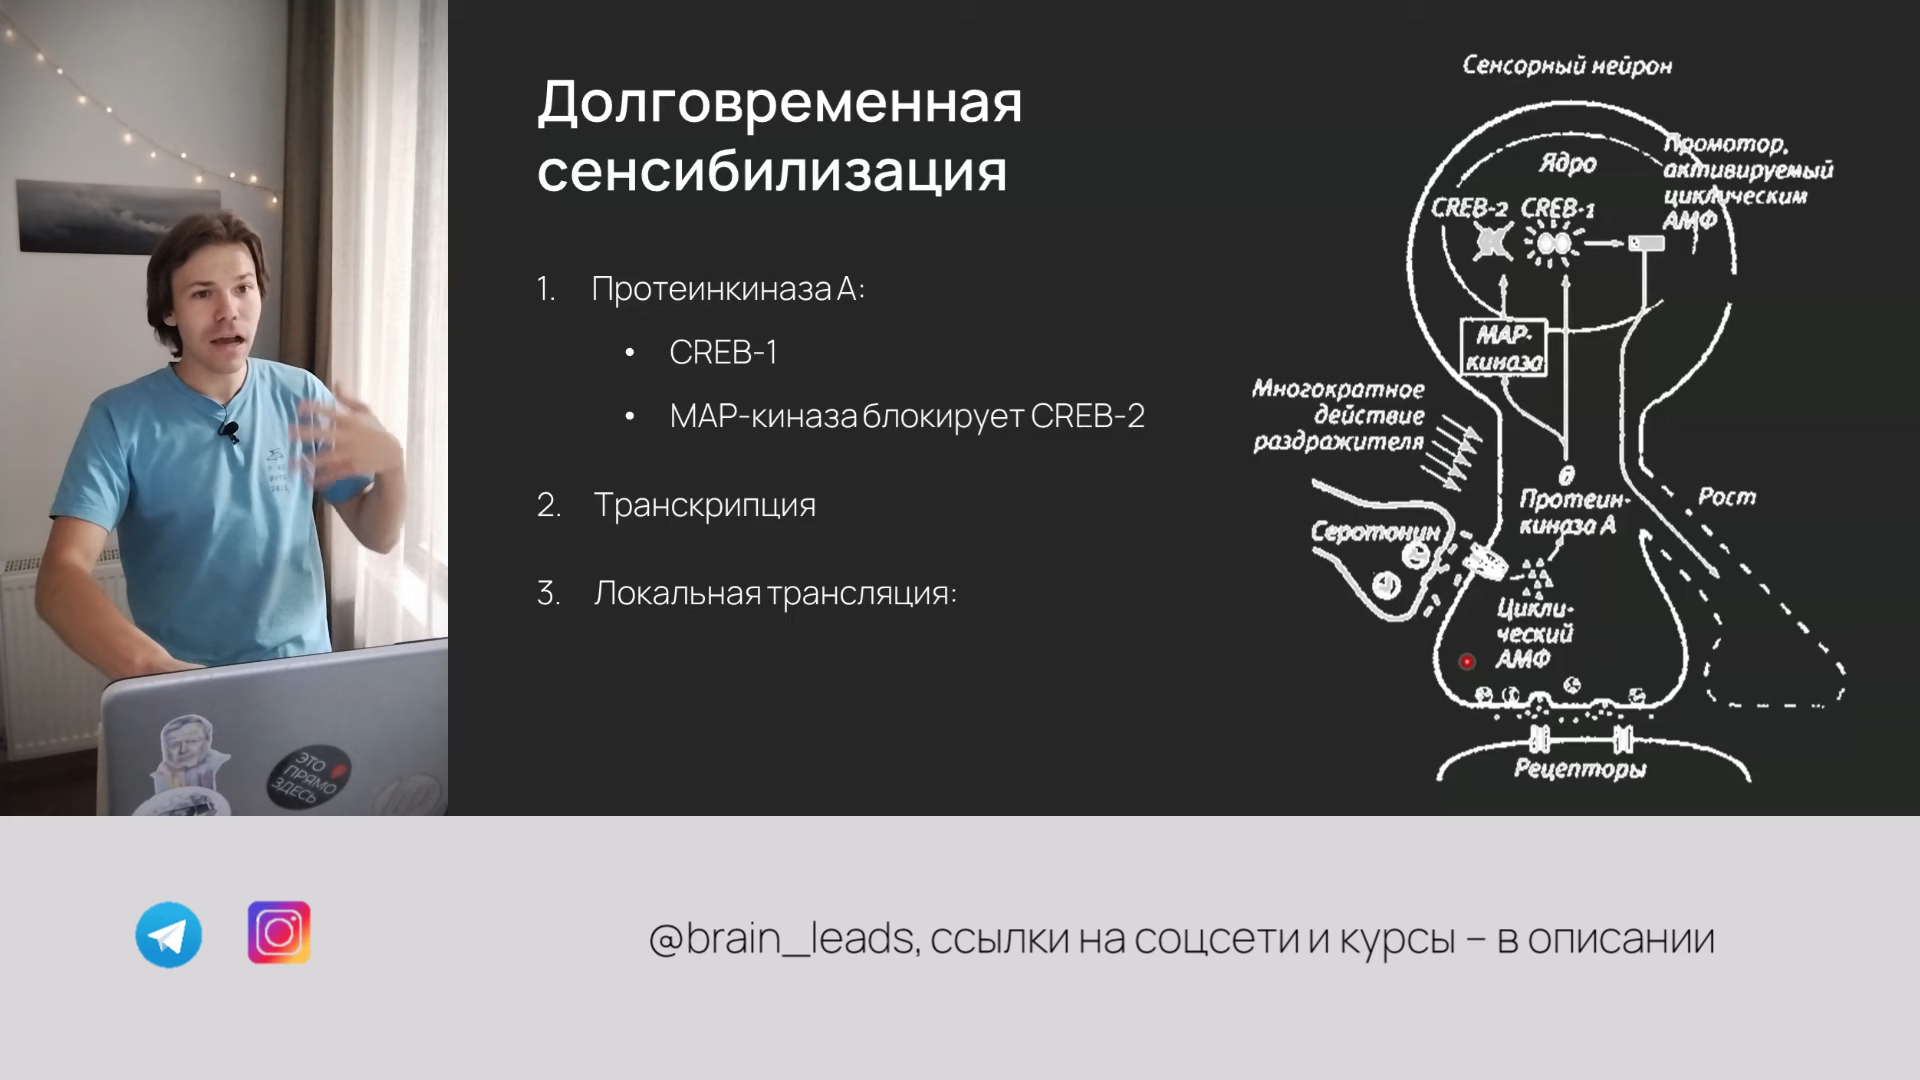 Долговременная
сенсибилизация
1. Протеинкиназа А:
• CREB-1
• МАР-киназа блокирует CREB-2
2. Транскрипция
3. Локальная трансляция:
Сенсорный нейрон
Промотор,
активируемый
циклическим
АМФ
Ядро
CREB-2 CREB-1
МАР-
киназа
Многократное
действие
раздражителя
Протеин-
киназа А
Рост
Серотонин
Цикли-
ческий
АМФ
Рецепторы
ЭТО
ПРЯМО
ЗДЕСЬ
@brain_leads, ссылки на соцсети и курсы – в описании